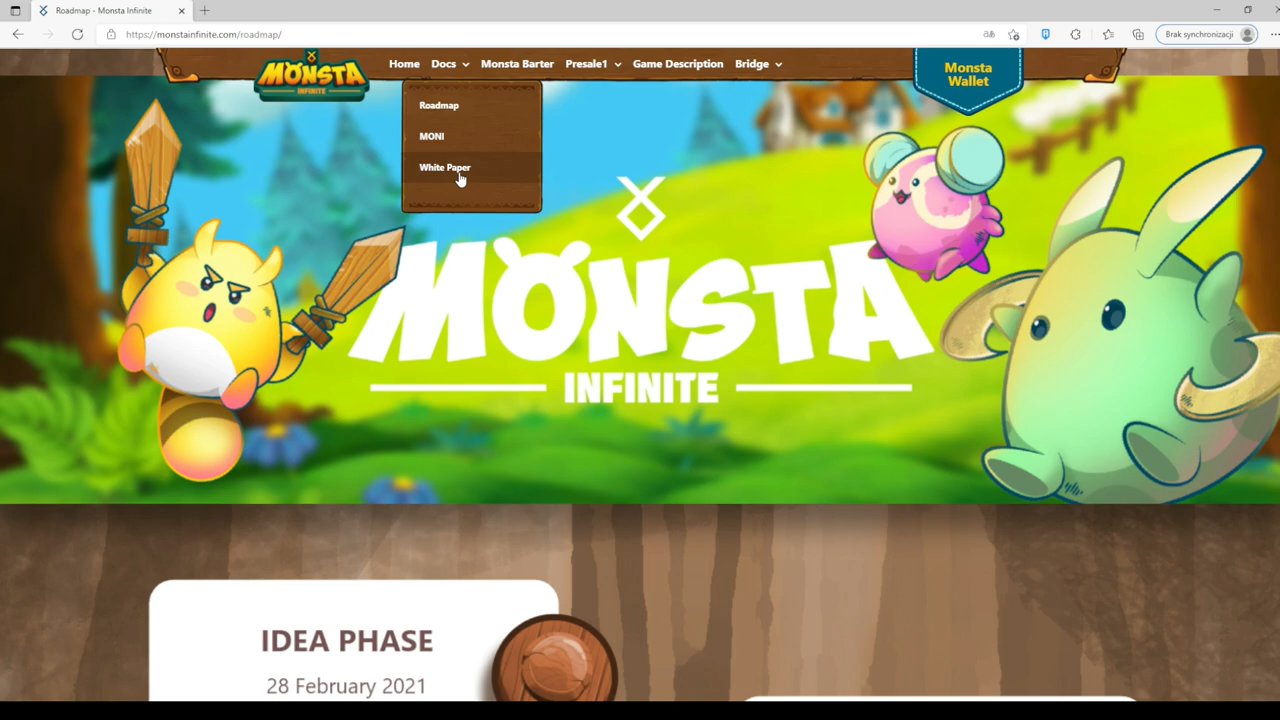 Roadmap - Monsta Infinite
https://monstainfinite.com/roadmap/
Brak synchronizacji
MONSTA
INFINITE
Home
Docs
Monsta Barter
Presale1
Game Description
Bridge
Monsta
Wallet
Roadmap
MONI
White Paper
MONSTA
INFINITE
IDEA PHASE
28 February 2021